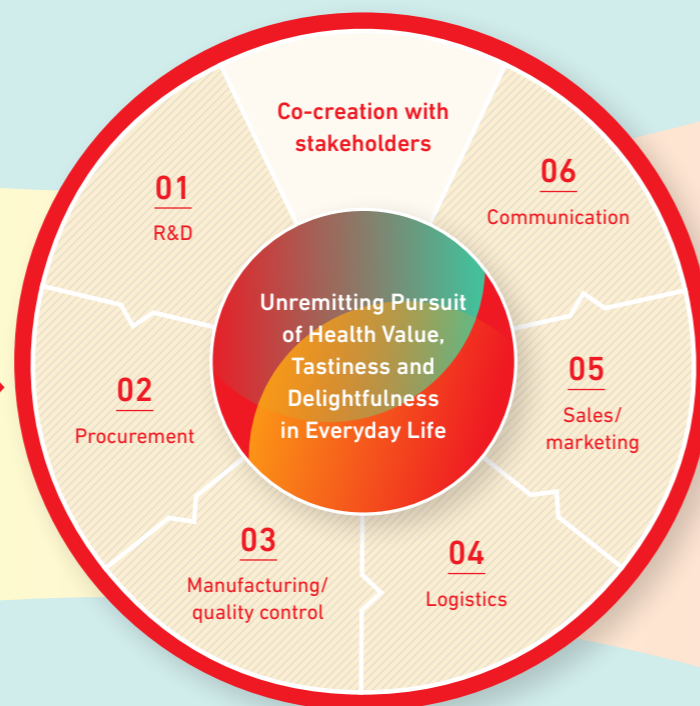 Co-creation with
stakeholders
01
R&D
02
Procurement
03
Manufacturing/
quality control
04
Logistics
05
Sales/
marketing
06
Communication
Unremitting Pursuit
of Health Value,
Tastiness and
Delightfulness
in Everyday Life